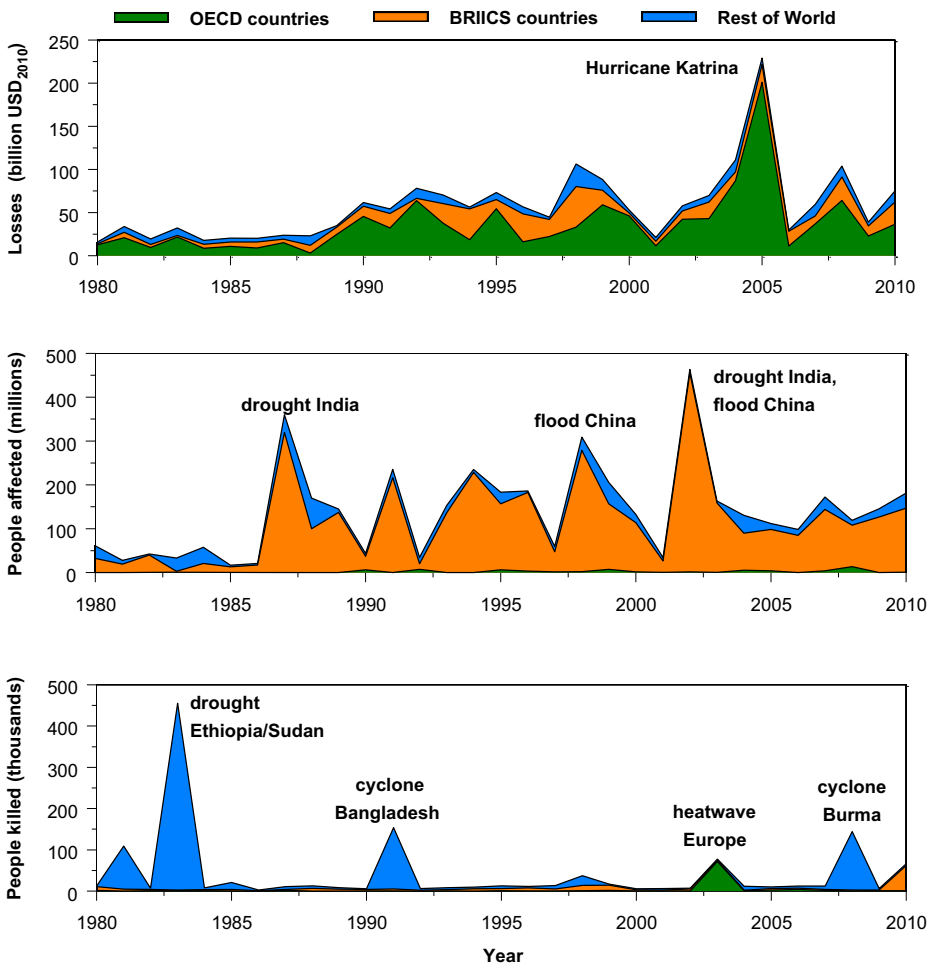 OECD countries BRIICS countries Rest of World
Losses (billion USD2010)
250
200
150
100
50
0
Hurricane Katrina
1980 1985 1990 1995 2000 2005 2010
People affected (millions)
500
400
300
200
100
0
drought India
flood China
drought India,
flood China
1980 1985 1990 1995 2000 2005 2010
People killed (thousands)
500
400
300
200
100
0
drought
Ethiopia/Sudan
cyclone
Bangladesh
heatwave
Europe
cyclone
Burma
1980 1985 1990 1995 2000 2005 2010
Year